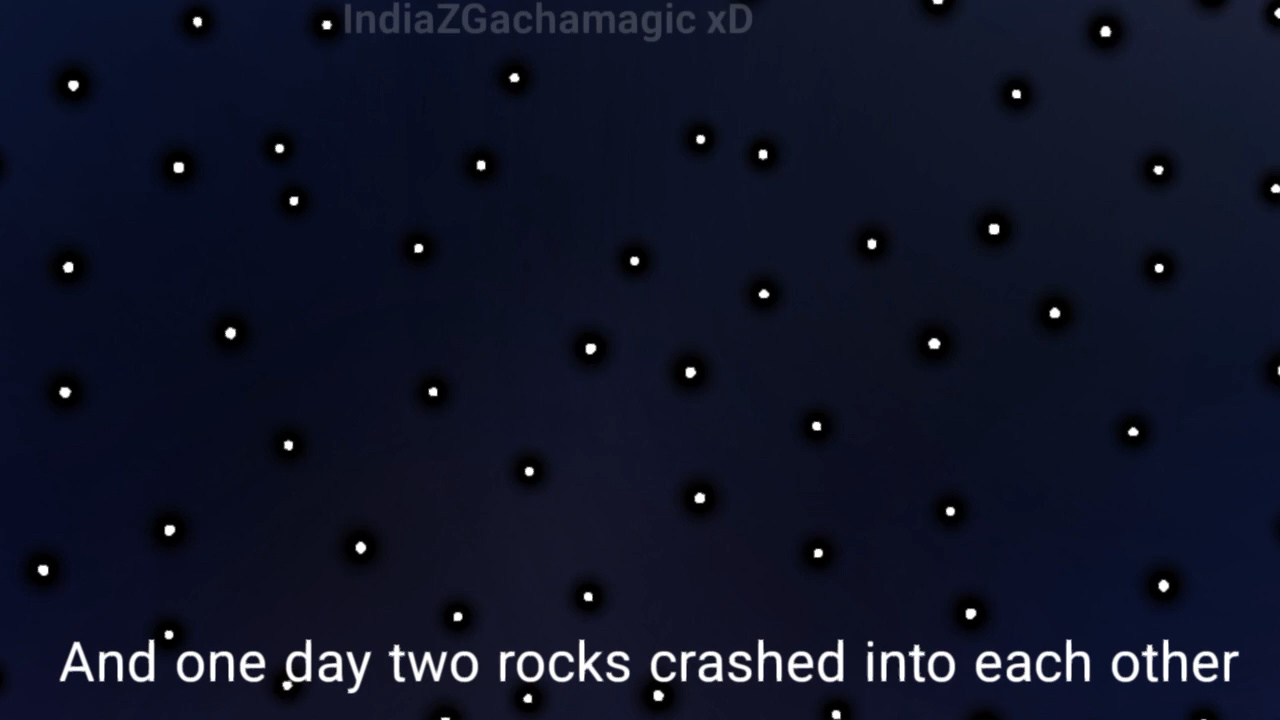 IndiaZGachamagic xD
And one day two rocks crashed into each other